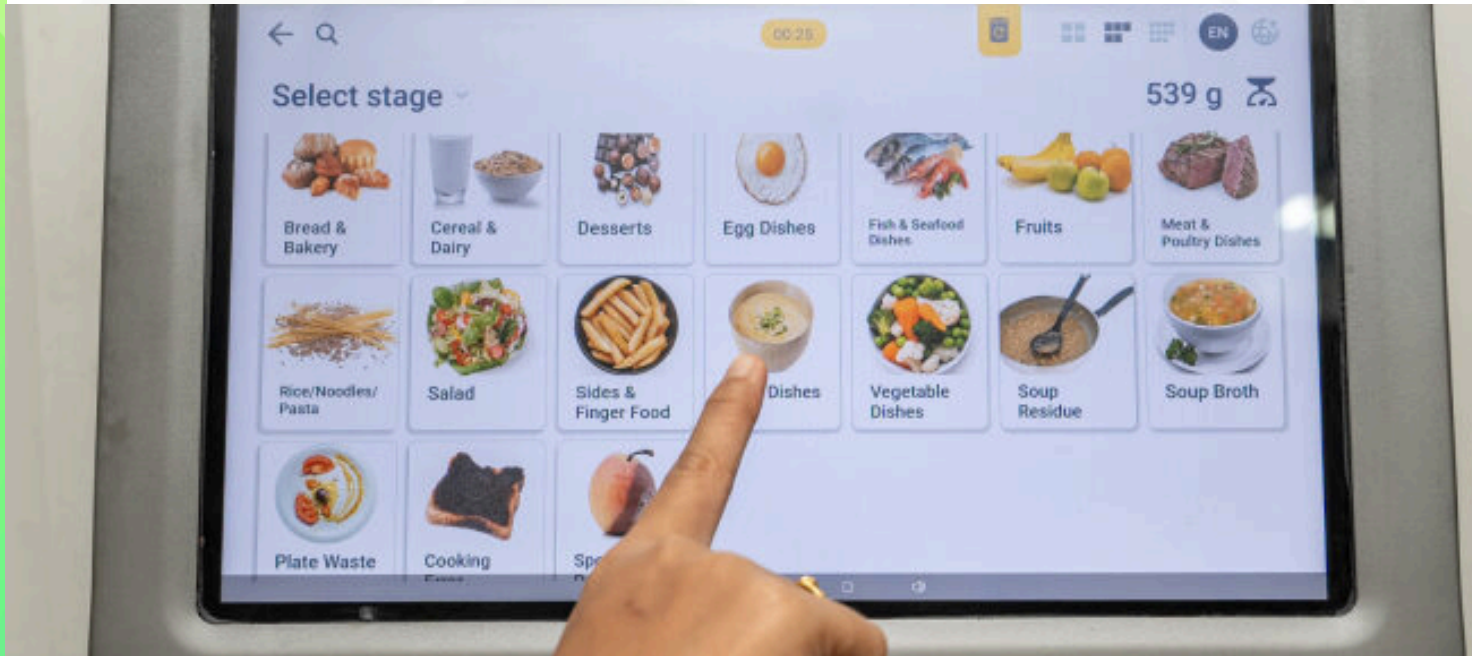 00:25
EN
Select stage
539 g
Bread &
Bakery
Cereal &
Dairy
Desserts
Egg Dishes
Fish & Seafood
Dishes
Fruits
Meat &
Poultry Dishes
Rice/Noodles/
Pasta
Salad
Sides &
Finger Food
Dishes
Vegetable
Dishes
Soup
Residue
Soup Broth
Plate Waste
Cooking